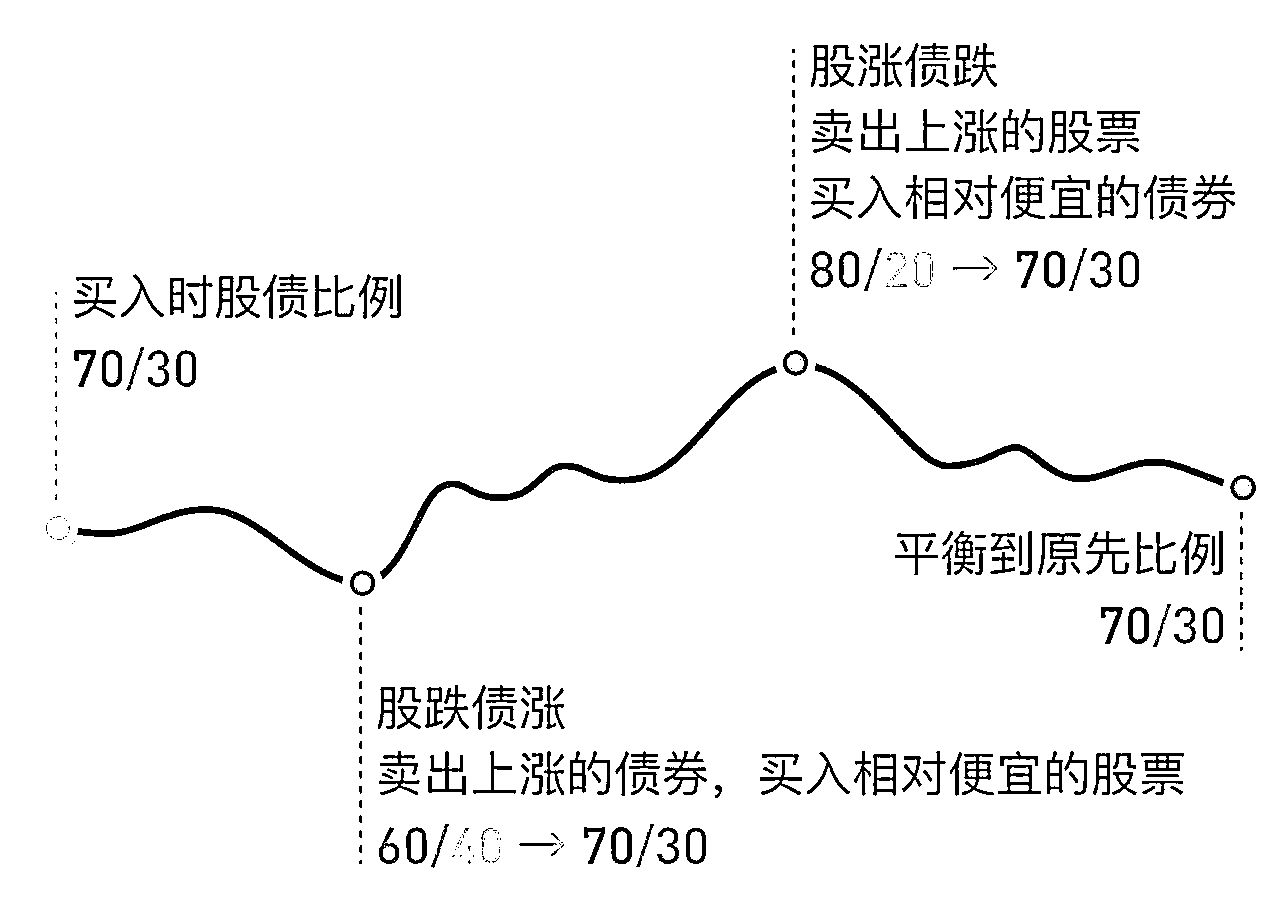 股涨债跌
卖出上涨的股票
买入相对便宜的债券
80/20 → 70/30
买入时股债比例
70/30
平衡到原先比例
70/30
股跌债涨
卖出上涨的债券，买入相对便宜的股票
60/40 → 70/30